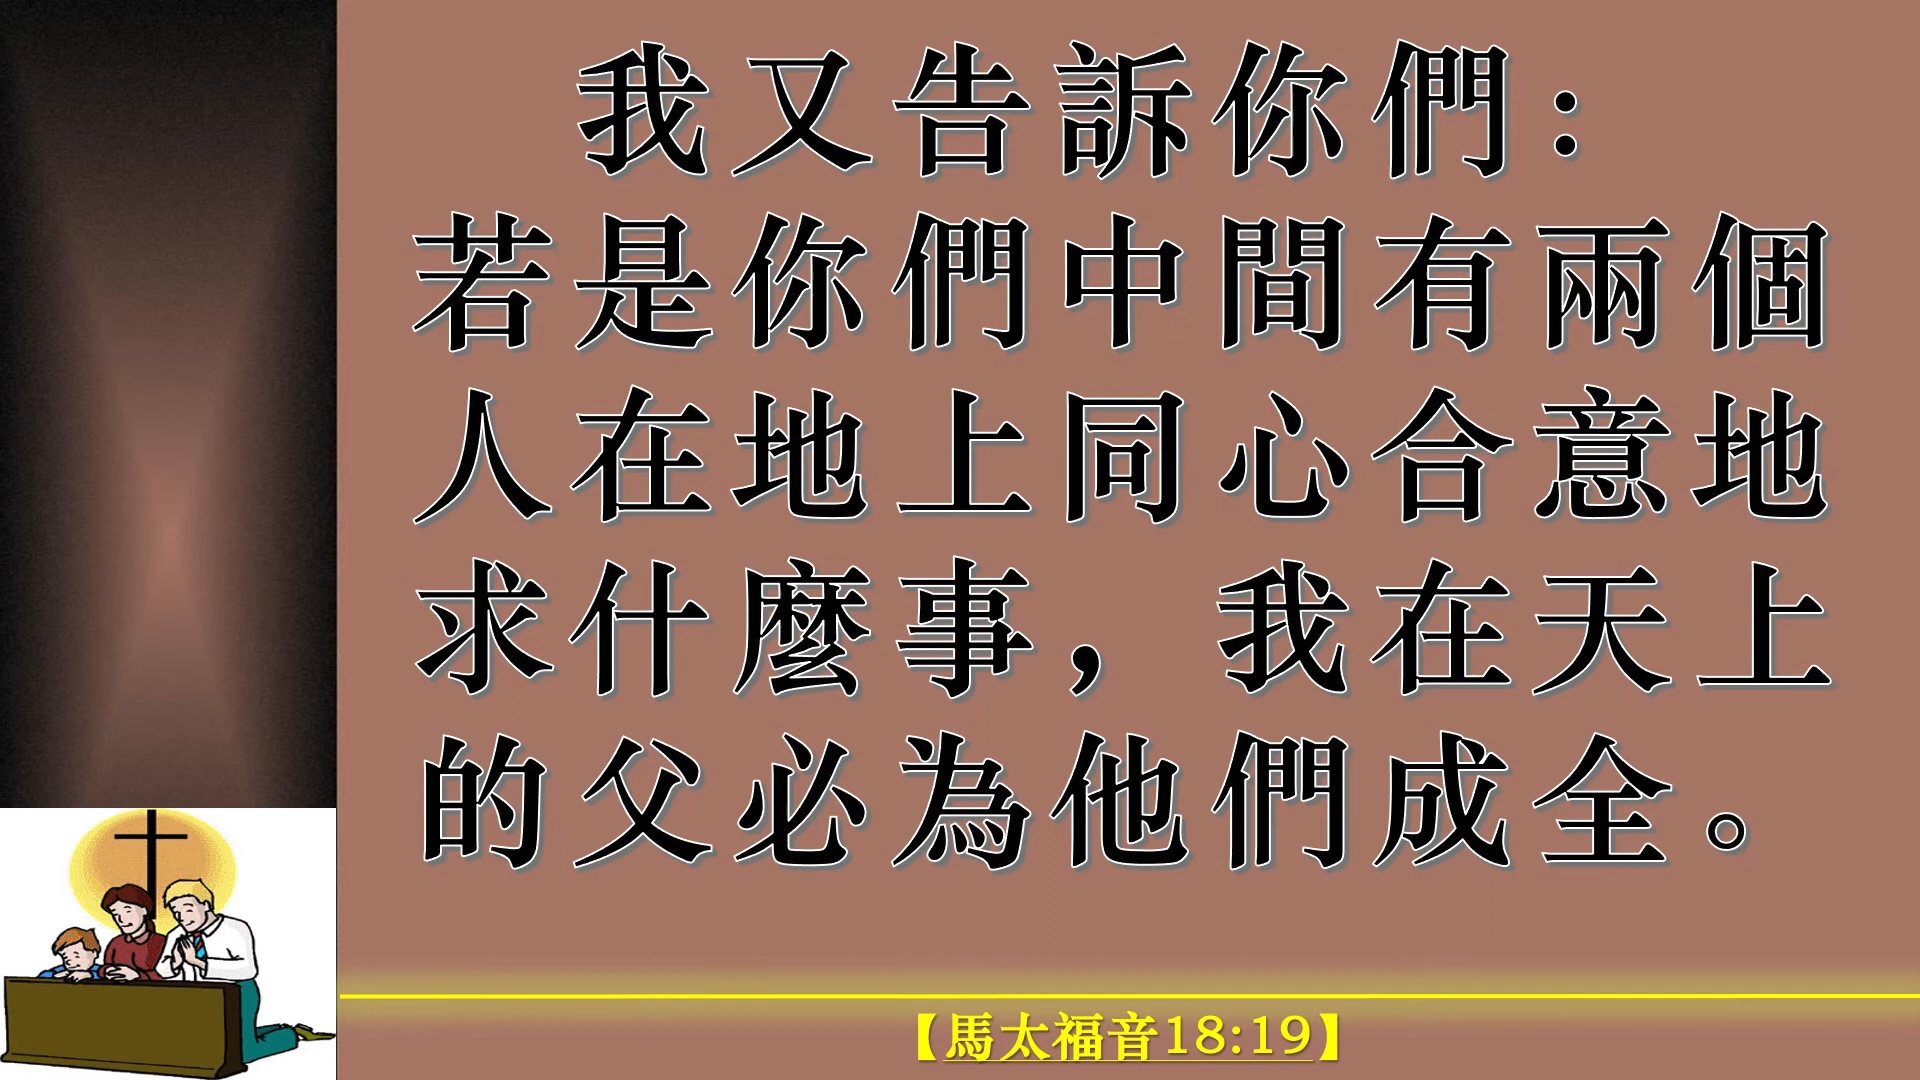 我又告訴你們：
若是你們中間有兩個
人在地上同心合意地
求什麼事，我在天上
的父必為他們成全。
【馬太福音18:19】